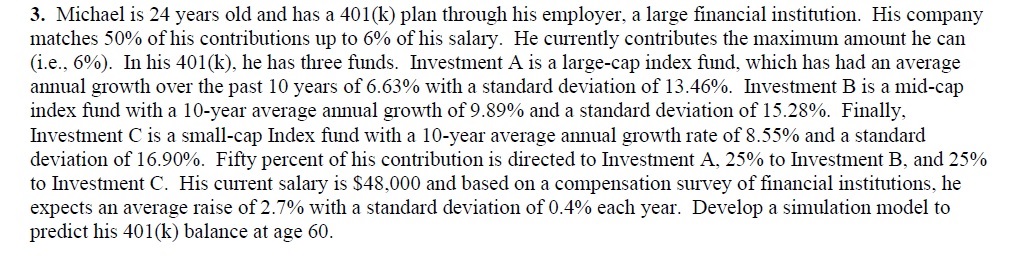 3. Michael is 24 years old and has a 401(k) plan through his employer, a large financial institution. His company
matches 50% of his contributions up to 6% of his salary. He currently contributes the maximum amount he can
(i.e., 6%). In his 401(k), he has three funds. Investment A is a large-cap index fund, which has had an average
annual growth over the past 10 years of 6.63% with a standard deviation of 13.46%. Investment B is a mid-cap
index fund with a 10-year average annual growth of 9.89% and a standard deviation of 15.28%. Finally,
Investment C is a small-cap Index fund with a 10-year average annual growth rate of 8.55% and a standard
deviation of 16.90%. Fifty percent of his contribution is directed to Investment A, 25% to Investment B, and 25%
to Investment C. His current salary is $48,000 and based on a compensation survey of financial institutions, he
expects an average raise of 2.7% with a standard deviation of 0.4% each year. Develop a simulation model to
predict his 401(k) balance at age 60.